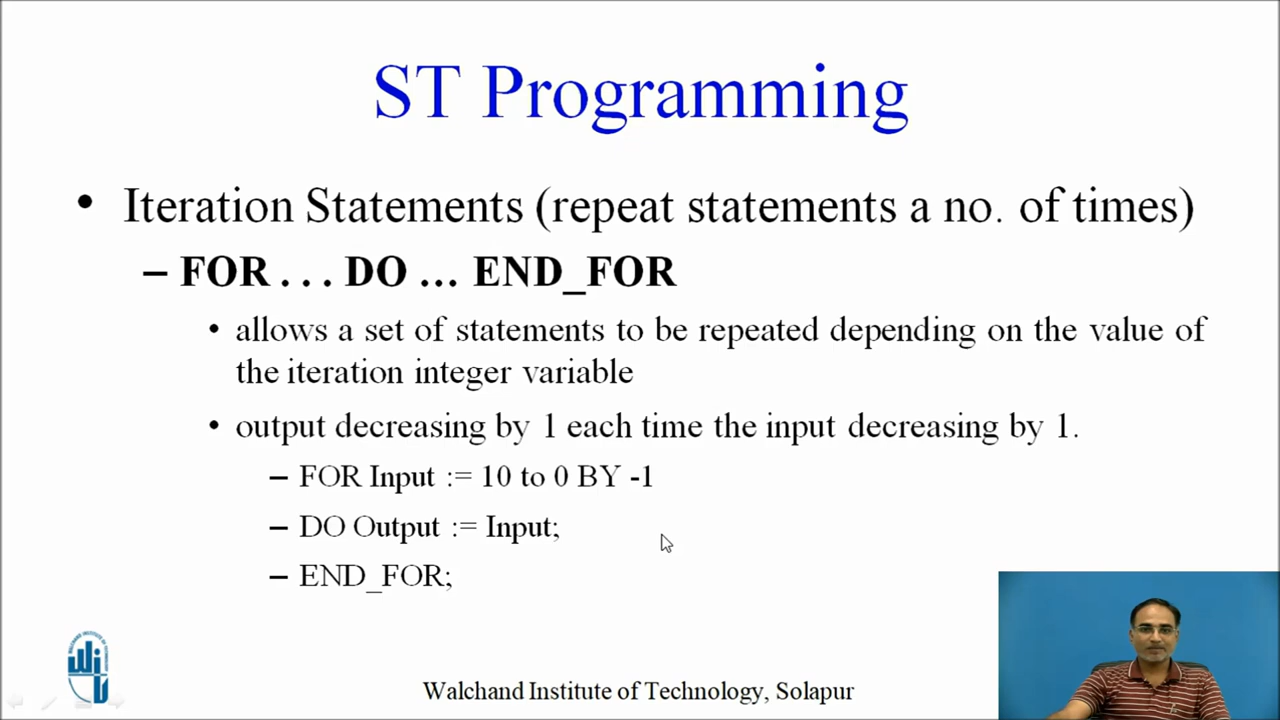 ST Programming
• Iteration Statements (repeat statements a no. of times)
– FOR . . . DO ... END_FOR
• allows a set of statements to be repeated depending on the value of
the iteration integer variable
• output decreasing by 1 each time the input decreasing by 1.
– FOR Input := 10 to 0 BY -1
– DO Output := Input;
– END_FOR;
Walchand Institute of Technology, Solapur